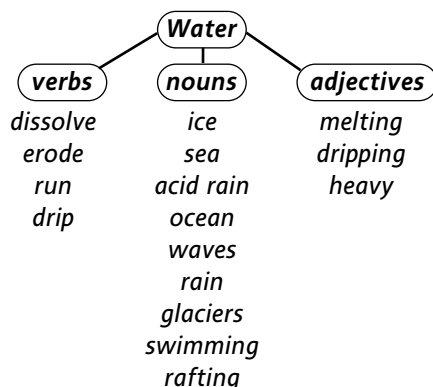 Water
verbs nouns adjectives
dissolve ice melting
erode sea dripping
run acid rain heavy
drip ocean
waves
rain
glaciers
swimming
rafting